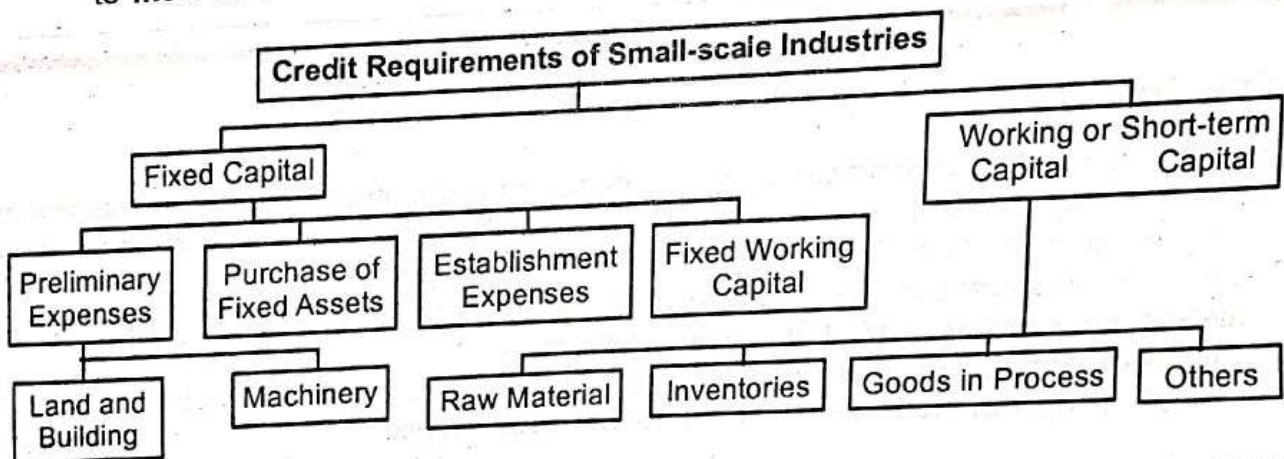 to
Credit Requirements of Small-scale Industries
Fixed Capital
Working or Short-term
Capital Capital
Preliminary
Expenses
Purchase of
Fixed Assets
Establishment
Expenses
Fixed Working
Capital
Land and
Building
Machinery
Raw Material
Inventories
Goods in Process
Others